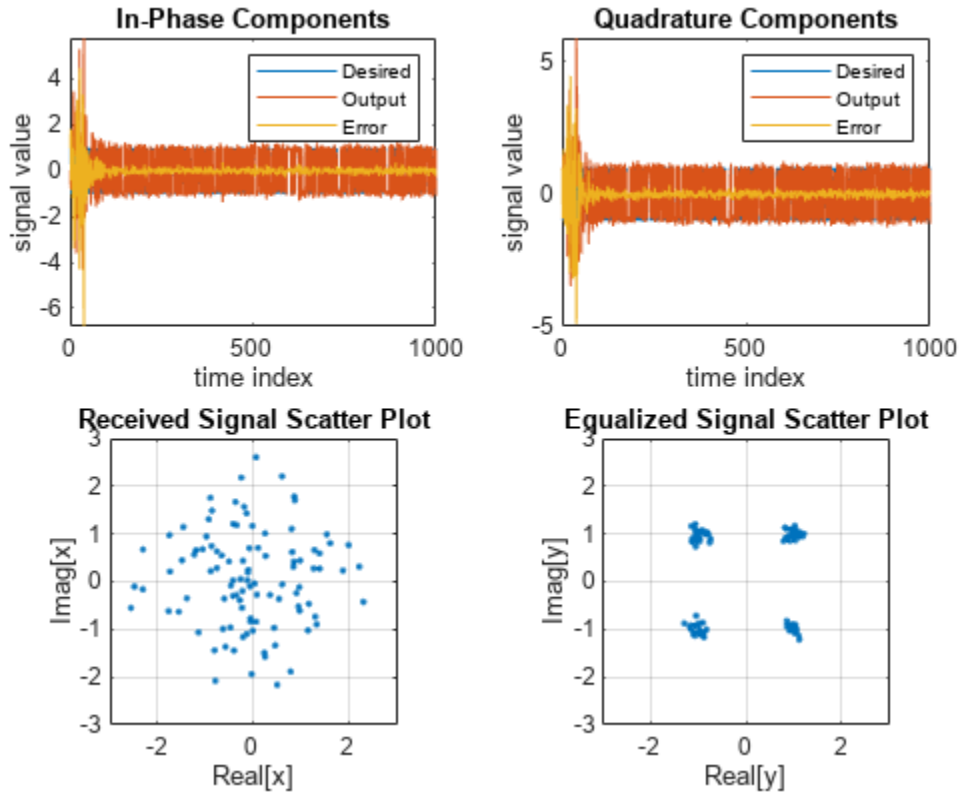 In-Phase Components
signal value
4
2
0
-2
-4
-6
Desired
Output
Error
0
500
1000
time index
Quadrature Components
signal value
5
0
-5
Desired
Output
Error
0
500
1000
time index
Received Signal Scatter Plot
Imag[x]
3
2
1
0
-1
-2
-3
-2
0
2
Real[x]
Equalized Signal Scatter Plot
Imag[y]
3
2
1
0
-1
-2
-3
-2
0
2
Real[y]